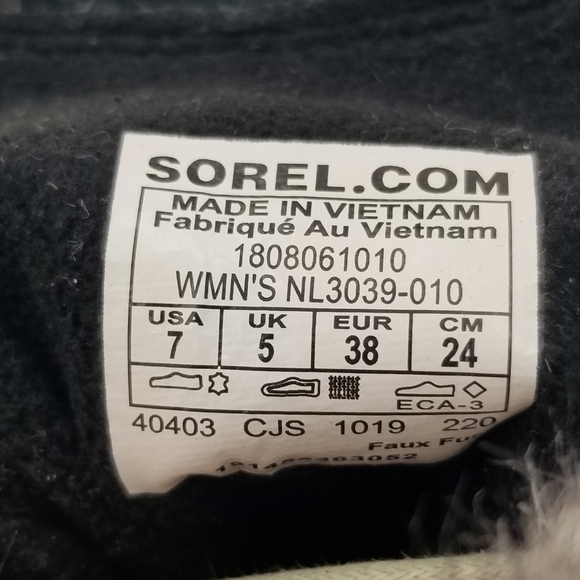 SOREL.COM
MADE IN VIETNAM
Fabriqué Au Vietnam
1808061010
WMN'S NL3039-010
USA UK EUR CM
7 5 38 24
ECA-3
40403 CJS 1019 220
Faux Fur